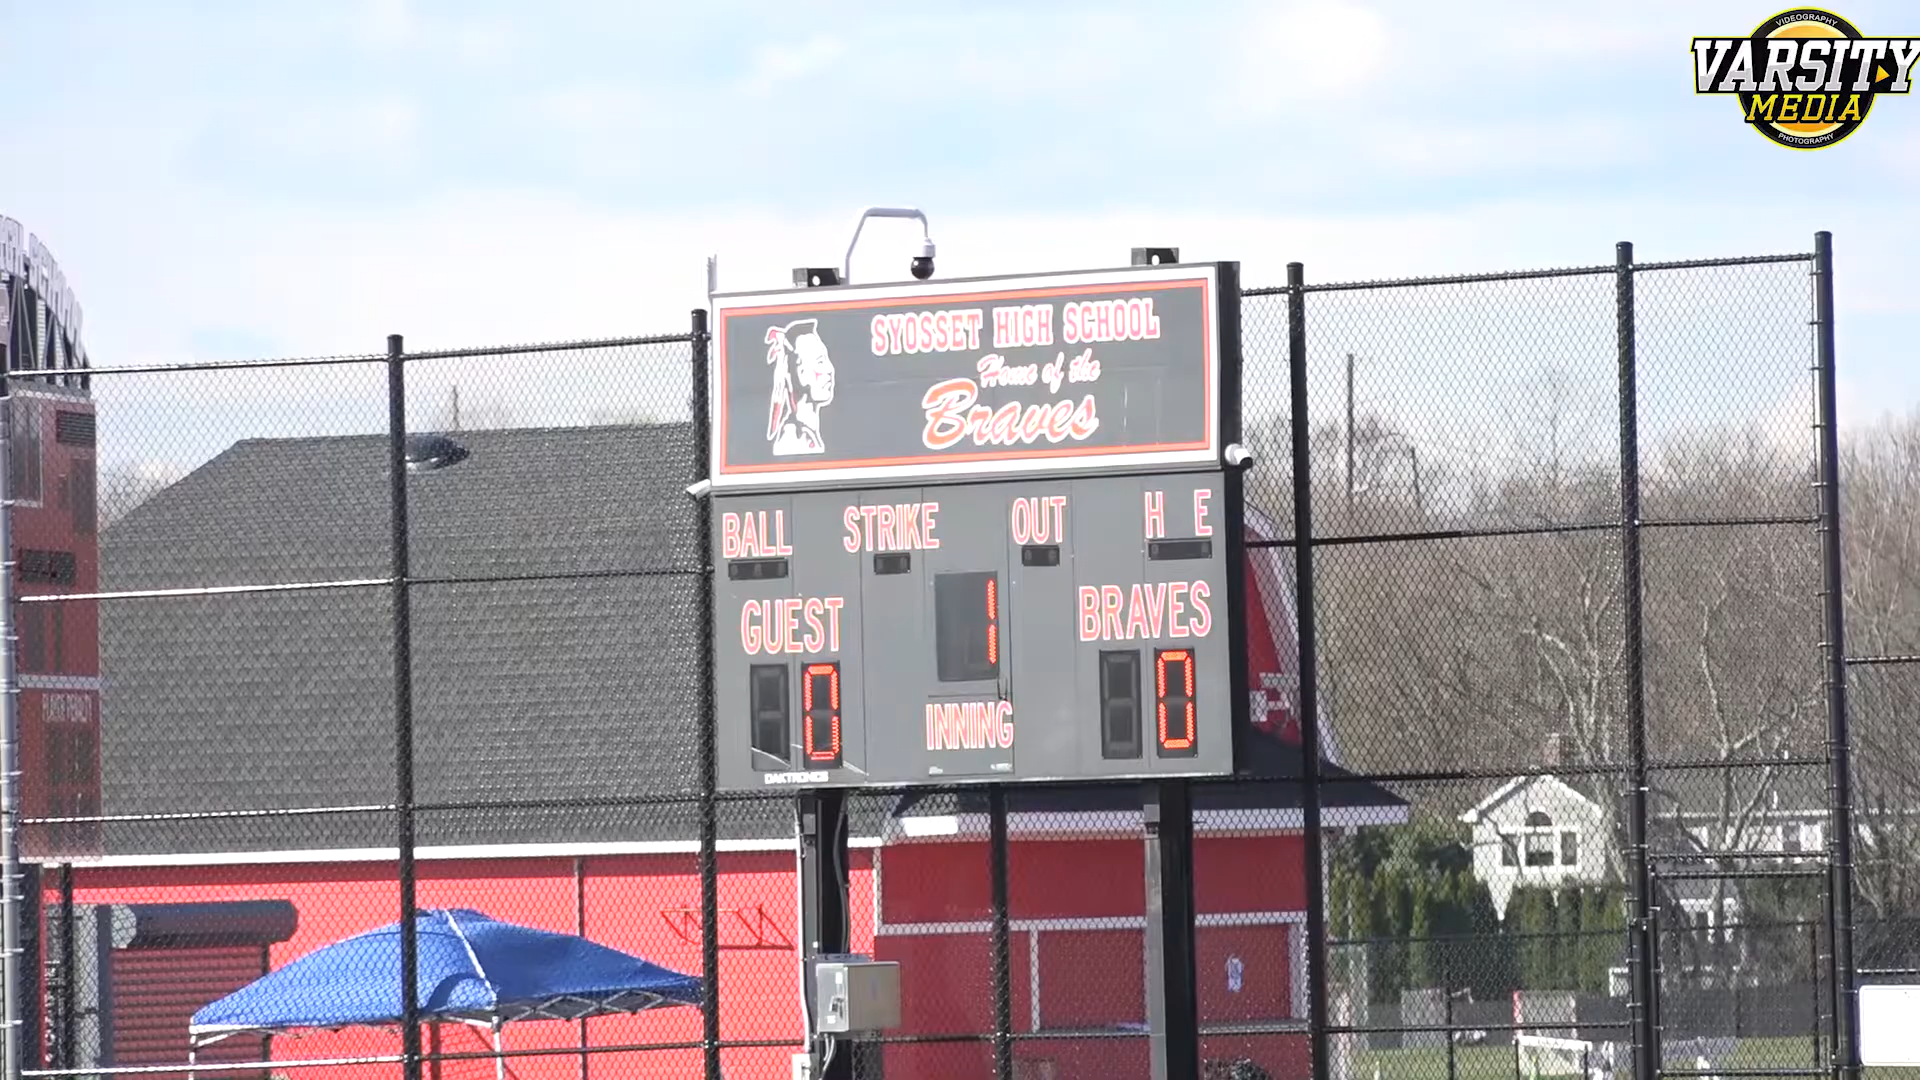 VIDEOGRAPHY
VARSITY
MEDIA
PHOTOGRAPHY
SYOSSET HIGH SCHOOL
Home of the
Braves
BALL STRIKE OUT H E
GUEST 1 BRAVES
0 INNING 0
DAKTRONICS